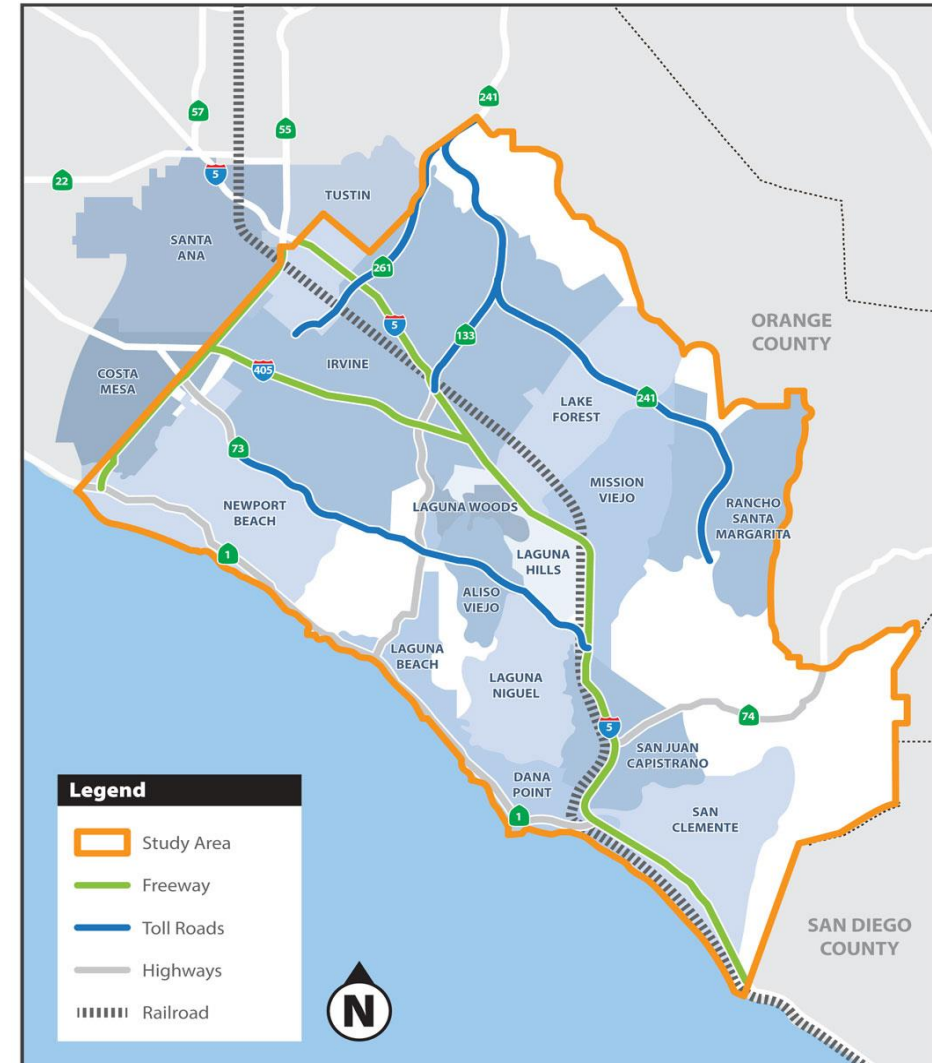 241
57
55
22
5
TUSTIN
SANTA
ANA
261
5
133
ORANGE
COUNTY
405
IRVINE
COSTA
MESA
LAKE
FOREST
241
73
MISSION
VIEJO
NEWPORT
BEACH
LAGUNA WOODS
RANCHO
SANTA
MARGARITA
1
LAGUNA
HILLS
ALISO
VIEJO
LAGUNA
BEACH
LAGUNA
NIGUEL
74
5
SAN JUAN
CAPISTRANO
DANA
POINT
1
SAN
CLEMENTE
SAN DIEGO
COUNTY
Legend
Study Area
Freeway
Toll Roads
Highways
Railroad
N